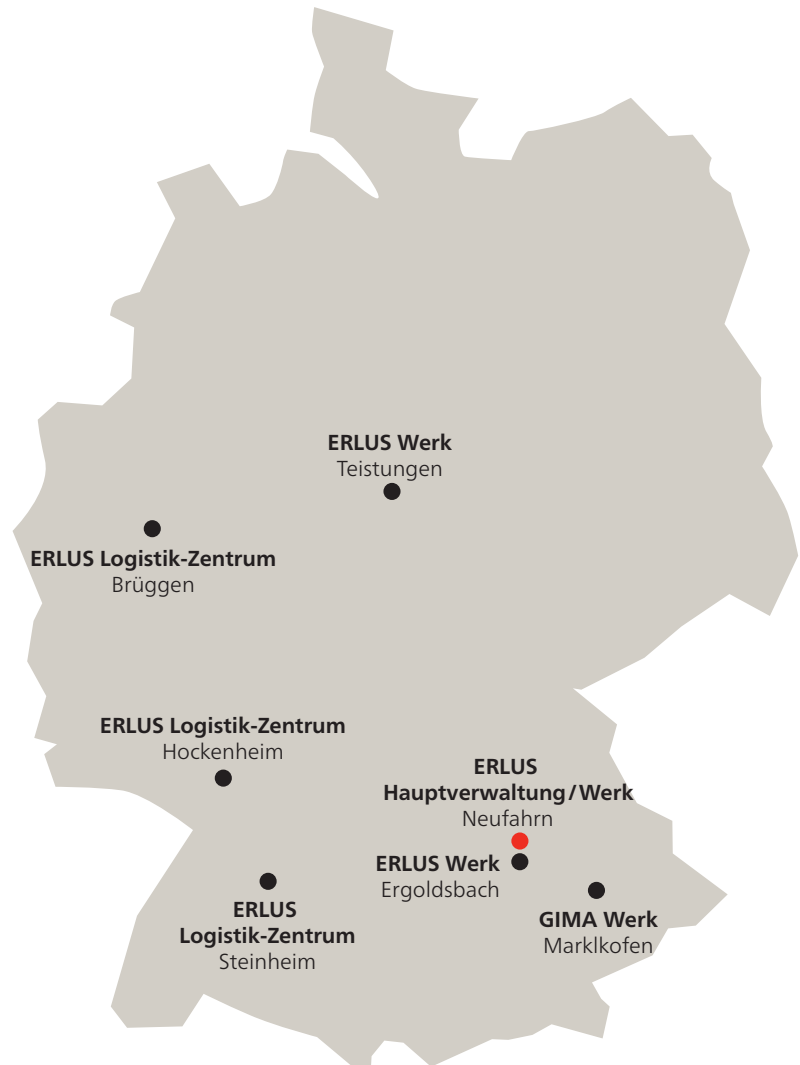 ERLUS Werk
Teistungen
ERLUS Logistik-Zentrum
Brüggen
ERLUS Logistik-Zentrum
Hockenheim
ERLUS
Hauptverwaltung/Werk
Neufahrn
ERLUS Werk
Ergoldsbach
ERLUS
Logistik-Zentrum
Steinheim
GIMA Werk
Marklkofen